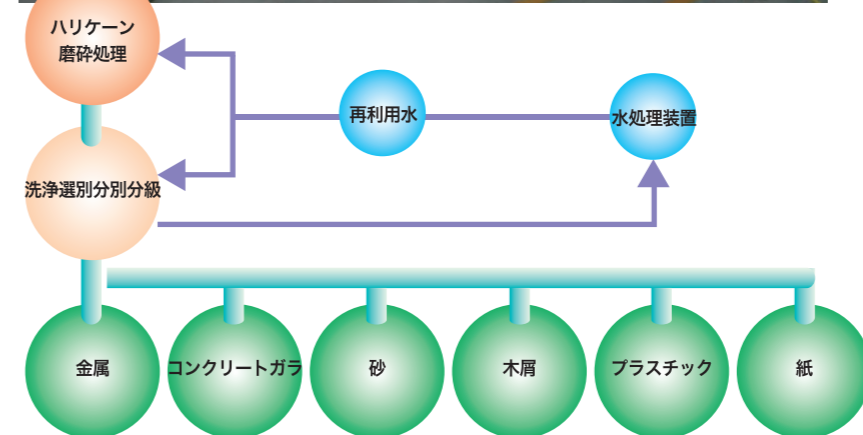 ハリケーン
磨砕処理
再利用水
水処理装置
洗浄選別分別分級
金属
コンクリートガラ
砂
木屑
プラスチック
紙